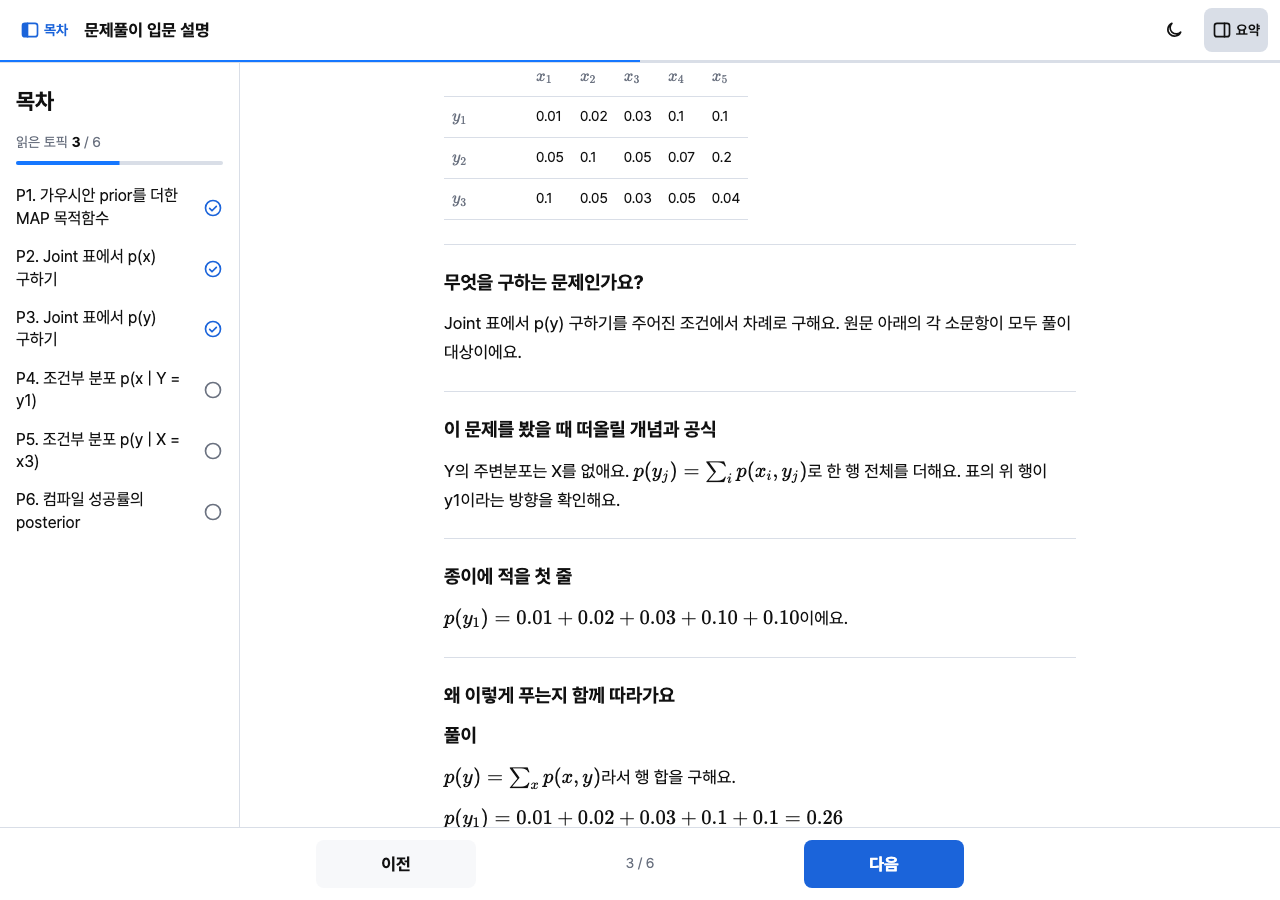 목차 문제풀이 입문 설명 요약
목차
읽은 토픽 3 / 6
P1. 가우시안 prior를 더한
MAP 목적함수
P2. Joint 표에서 p(x)
구하기
P3. Joint 표에서 p(y)
구하기
P4. 조건부 분포 p(x | Y =
y1)
P5. 조건부 분포 p(y | X =
x3)
P6. 컴파일 성공률의
posterior
x₁ x₂ x₃ x₄ x₅
y₁ 0.01 0.02 0.03 0.1 0.1
y₂ 0.05 0.1 0.05 0.07 0.2
y₃ 0.1 0.05 0.03 0.05 0.04
무엇을 구하는 문제인가요?
Joint 표에서 p(y) 구하기를 주어진 조건에서 차례로 구해요. 원문 아래의 각 소문항이 모두 풀이
대상이에요.
이 문제를 봤을 때 떠올릴 개념과 공식
Y의 주변분포는 X를 없애요. p(yⱼ) = ∑ᵢ p(xᵢ, yⱼ)로 한 행 전체를 더해요. 표의 위 행이
y1이라는 방향을 확인해요.
종이에 적을 첫 줄
p(y₁) = 0.01 + 0.02 + 0.03 + 0.10 + 0.10이에요.
왜 이렇게 푸는지 함께 따라가요
풀이
p(y) = ∑ₓ p(x, y)라서 행 합을 구해요.
p(y₁) = 0.01 + 0.02 + 0.03 + 0.1 + 0.1 = 0.26
이전 3 / 6 다음